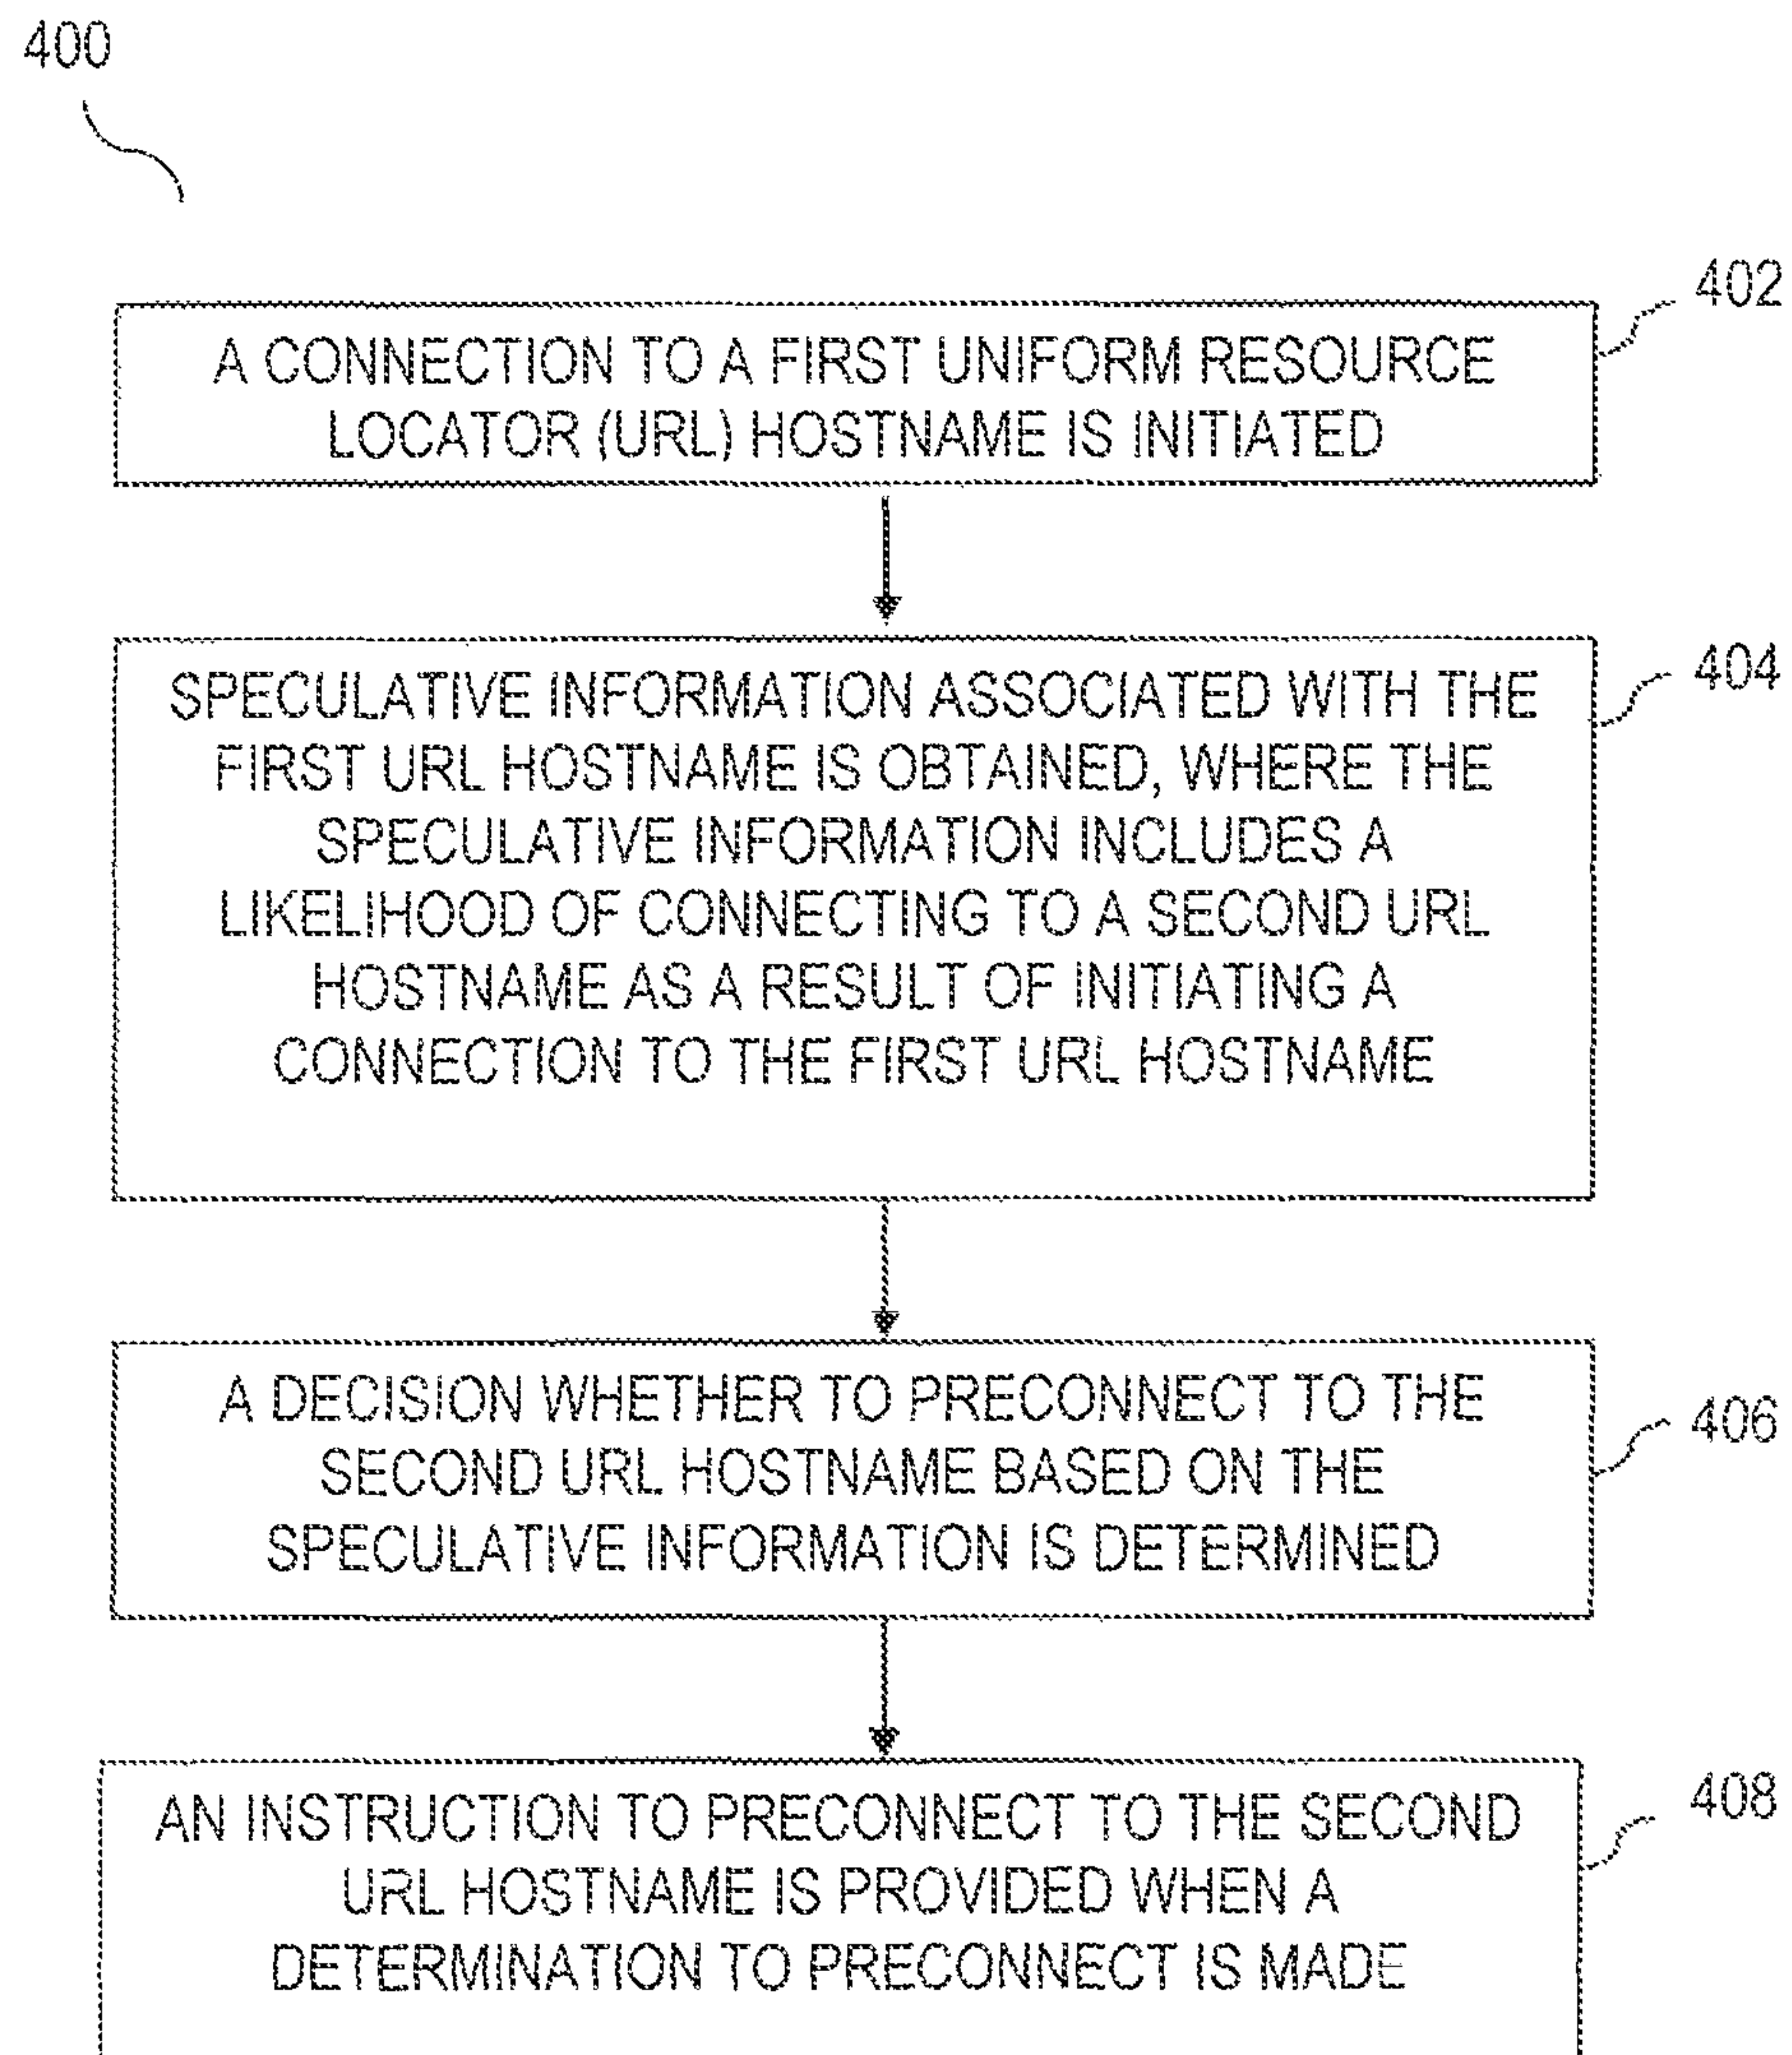 400
402
A CONNECTION TO A FIRST UNIFORM RESOURCE
LOCATOR (URL) HOSTNAME IS INITIATED
404
SPECULATIVE INFORMATION ASSOCIATED WITH THE
FIRST URL HOSTNAME IS OBTAINED, WHERE THE
SPECULATIVE INFORMATION INCLUDES A
LIKELIHOOD OF CONNECTING TO A SECOND URL
HOSTNAME AS A RESULT OF INITIATING A
CONNECTION TO THE FIRST URL HOSTNAME
406
A DECISION WHETHER TO PRECONNECT TO THE
SECOND URL HOSTNAME BASED ON THE
SPECULATIVE INFORMATION IS DETERMINED
408
AN INSTRUCTION TO PRECONNECT TO THE SECOND
URL HOSTNAME IS PROVIDED WHEN A
DETERMINATION TO PRECONNECT IS MADE